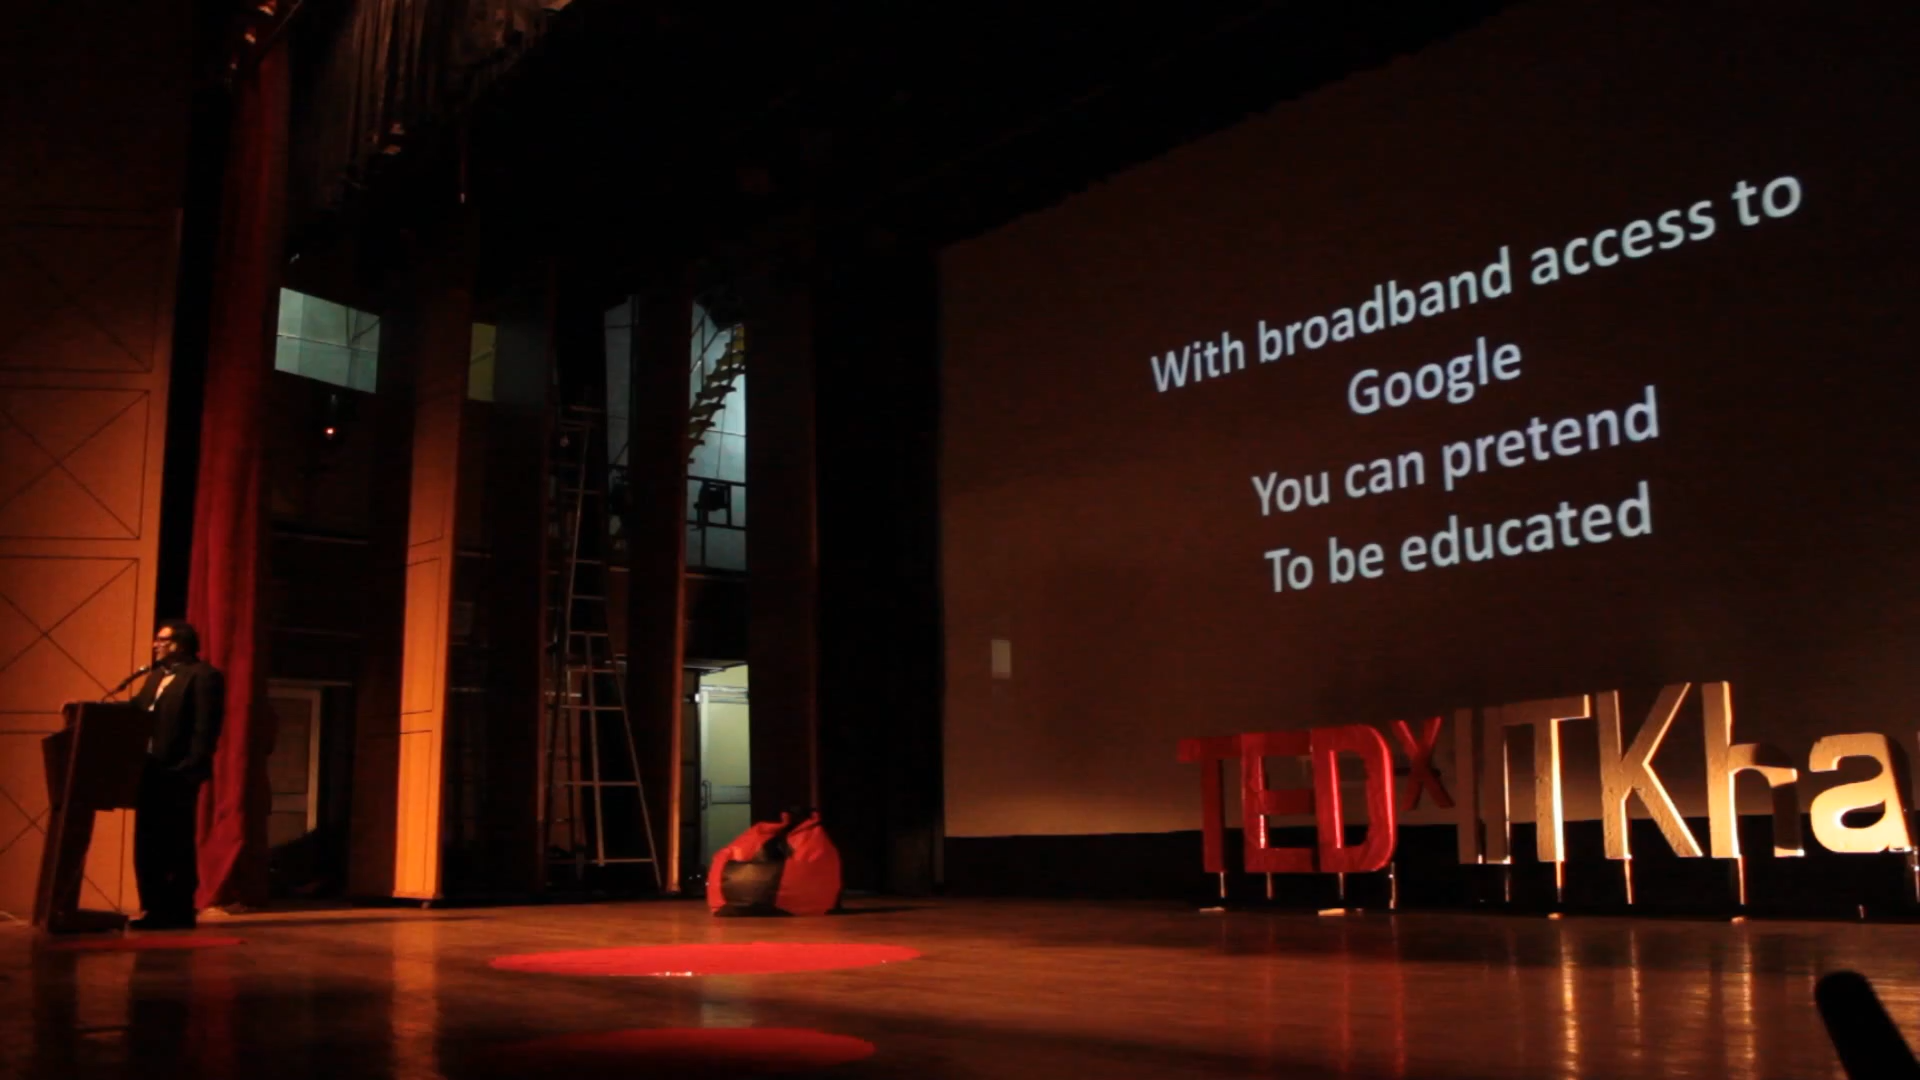 With broadband access to
Google
You can pretend
To be educated
TEDxIITKha